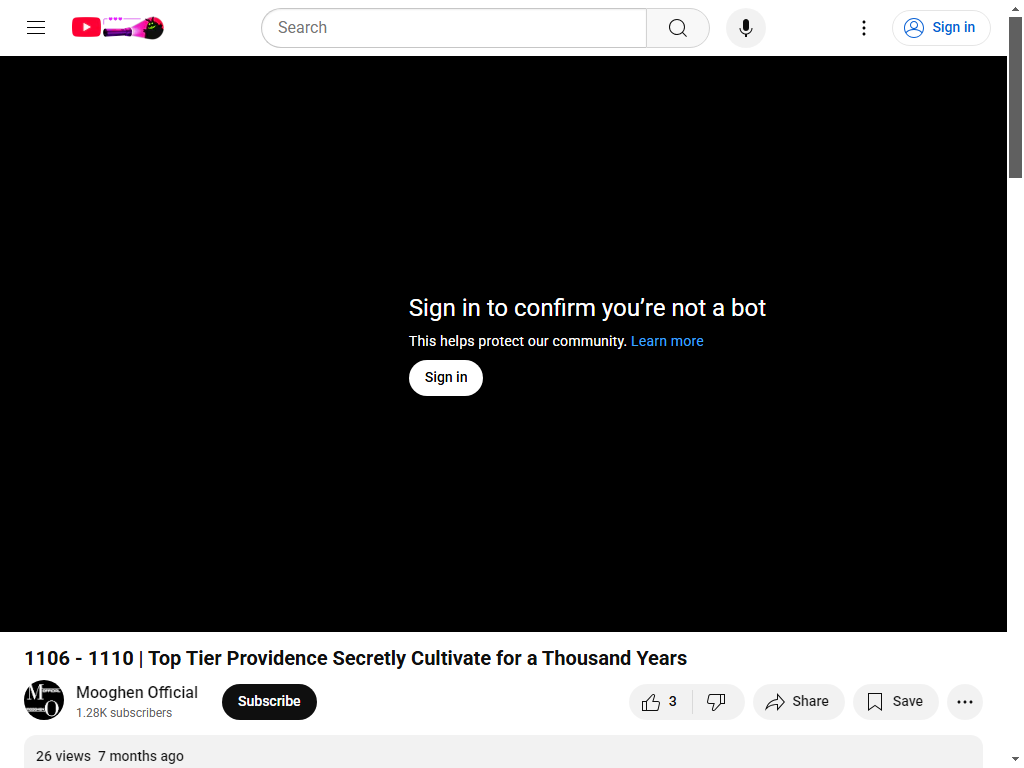 Search
Sign in
Sign in to confirm you’re not a bot
This helps protect our community. Learn more
Sign in
1106 - 1110 | Top Tier Providence Secretly Cultivate for a Thousand Years
Mooghen Official
1.28K subscribers
Subscribe
3
Share
Save
26 views 7 months ago